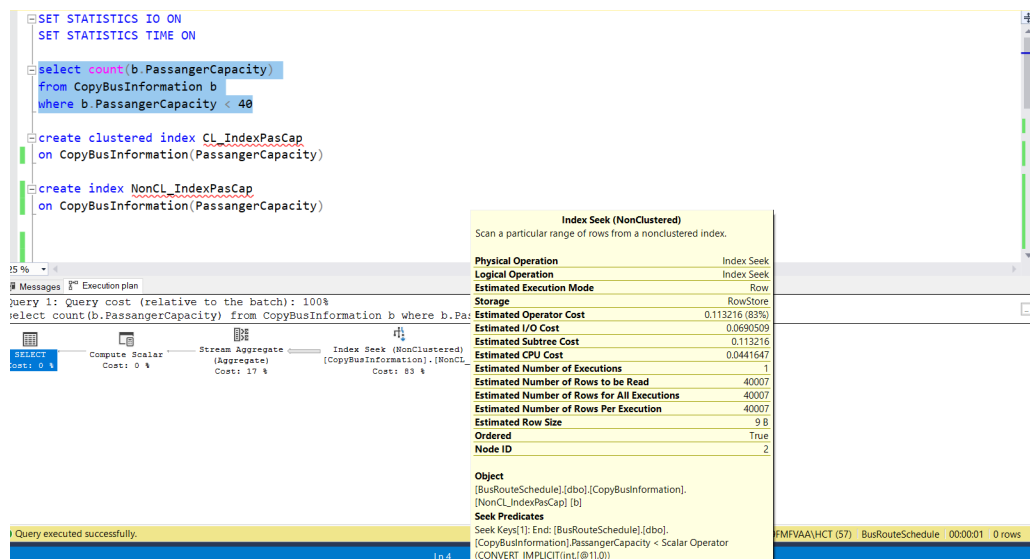 SET STATISTICS IO ON
SET STATISTICS TIME ON
select count(b.PassangerCapacity)
from CopyBusInformation b
where b.PassangerCapacity < 40
create clustered index CL_IndexPasCap
on CopyBusInformation(PassangerCapacity)
create index NonCL_IndexPasCap
on CopyBusInformation(PassangerCapacity)
25 %
Messages Execution plan
Query 1: Query cost (relative to the batch): 100%
select count(b.PassangerCapacity) from CopyBusInformation b where b.Pas
SELECT
Cost: 0 %
Compute Scalar
Cost: 0 %
Stream Aggregate
(Aggregate)
Cost: 17 %
Index Seek (NonClustered)
[CopyBusInformation].[NonCL_
Cost: 83 %
Index Seek (NonClustered)
Scan a particular range of rows from a nonclustered index.
Physical Operation Index Seek
Logical Operation Index Seek
Estimated Execution Mode Row
Storage RowStore
Estimated Operator Cost 0.113216 (83%)
Estimated I/O Cost 0.0690509
Estimated Subtree Cost 0.113216
Estimated CPU Cost 0.0441647
Estimated Number of Executions 1
Estimated Number of Rows to be Read 40007
Estimated Number of Rows for All Executions 40007
Estimated Number of Rows Per Execution 40007
Estimated Row Size 9 B
Ordered True
Node ID 2
Object
[BusRouteSchedule].[dbo].[CopyBusInformation].
[NonCL_IndexPasCap] [b]
Seek Predicates
Seek Keys[1]: End: [BusRouteSchedule].[dbo].
[CopyBusInformation].PassangerCapacity < Scalar Operator
(CONVERT_IMPLICIT(int,[@1],0))
Query executed successfully.
FMFVAA\HCT (57) BusRouteSchedule 00:00:01 0 rows
Ln 4